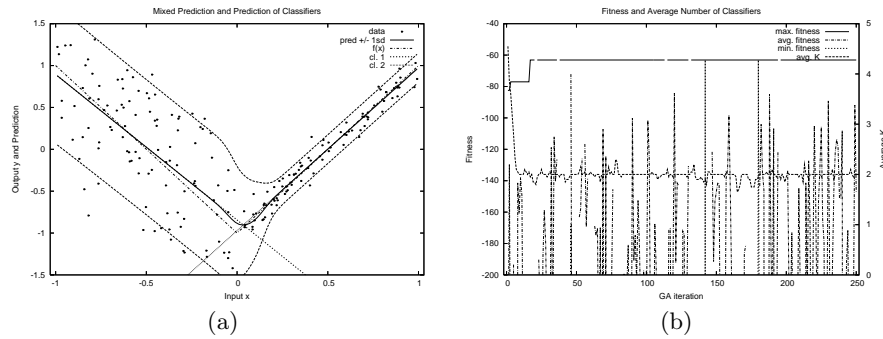 Mixed Prediction and Prediction of Classifiers
data
pred +/- 1sd
f(x)
cl. 1
cl. 2
Output y and Prediction
1.5
1
0.5
0
-0.5
-1
-1.5
-1
-0.5
0
0.5
1
Input x
(a)
Fitness and Average Number of Classifiers
max. fitness
avg. fitness
min. fitness
avg. K
Fitness
-40
-60
-80
-100
-120
-140
-160
-180
-200
0
50
100
150
200
250
GA iteration
5
4
3
2
1
0
(b)